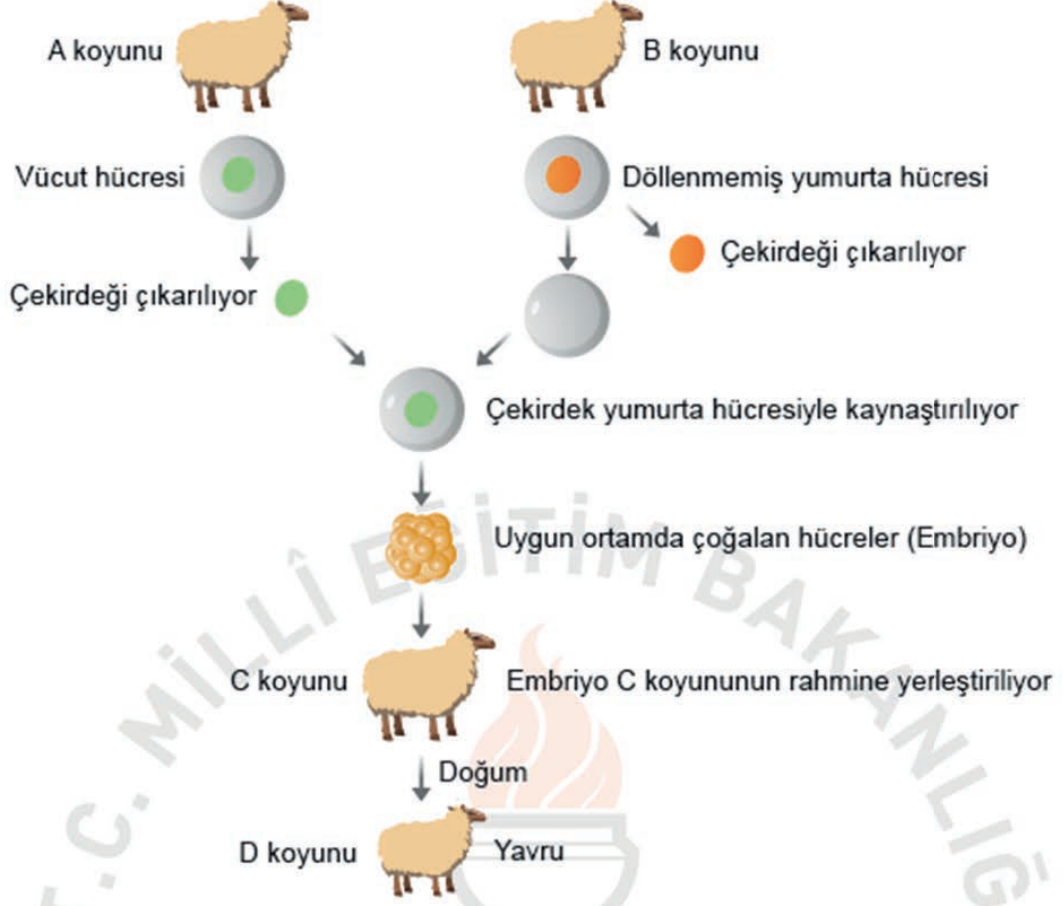 A koyunu
B koyunu
Vücut hücresi
Döllenmemiş yumurta hücresi
Çekirdeği çıkarılıyor
Çekirdeği çıkarılıyor
Çekirdek yumurta hücresiyle kaynaştırılıyor
Uygun ortamda çoğalan hücreler (Embriyo)
C koyunu
Embriyo C koyununun rahmine yerleştiriliyor
Doğum
D koyunu
Yavru
T.C. MİLLÎ EĞİTİM BAKANLIĞ